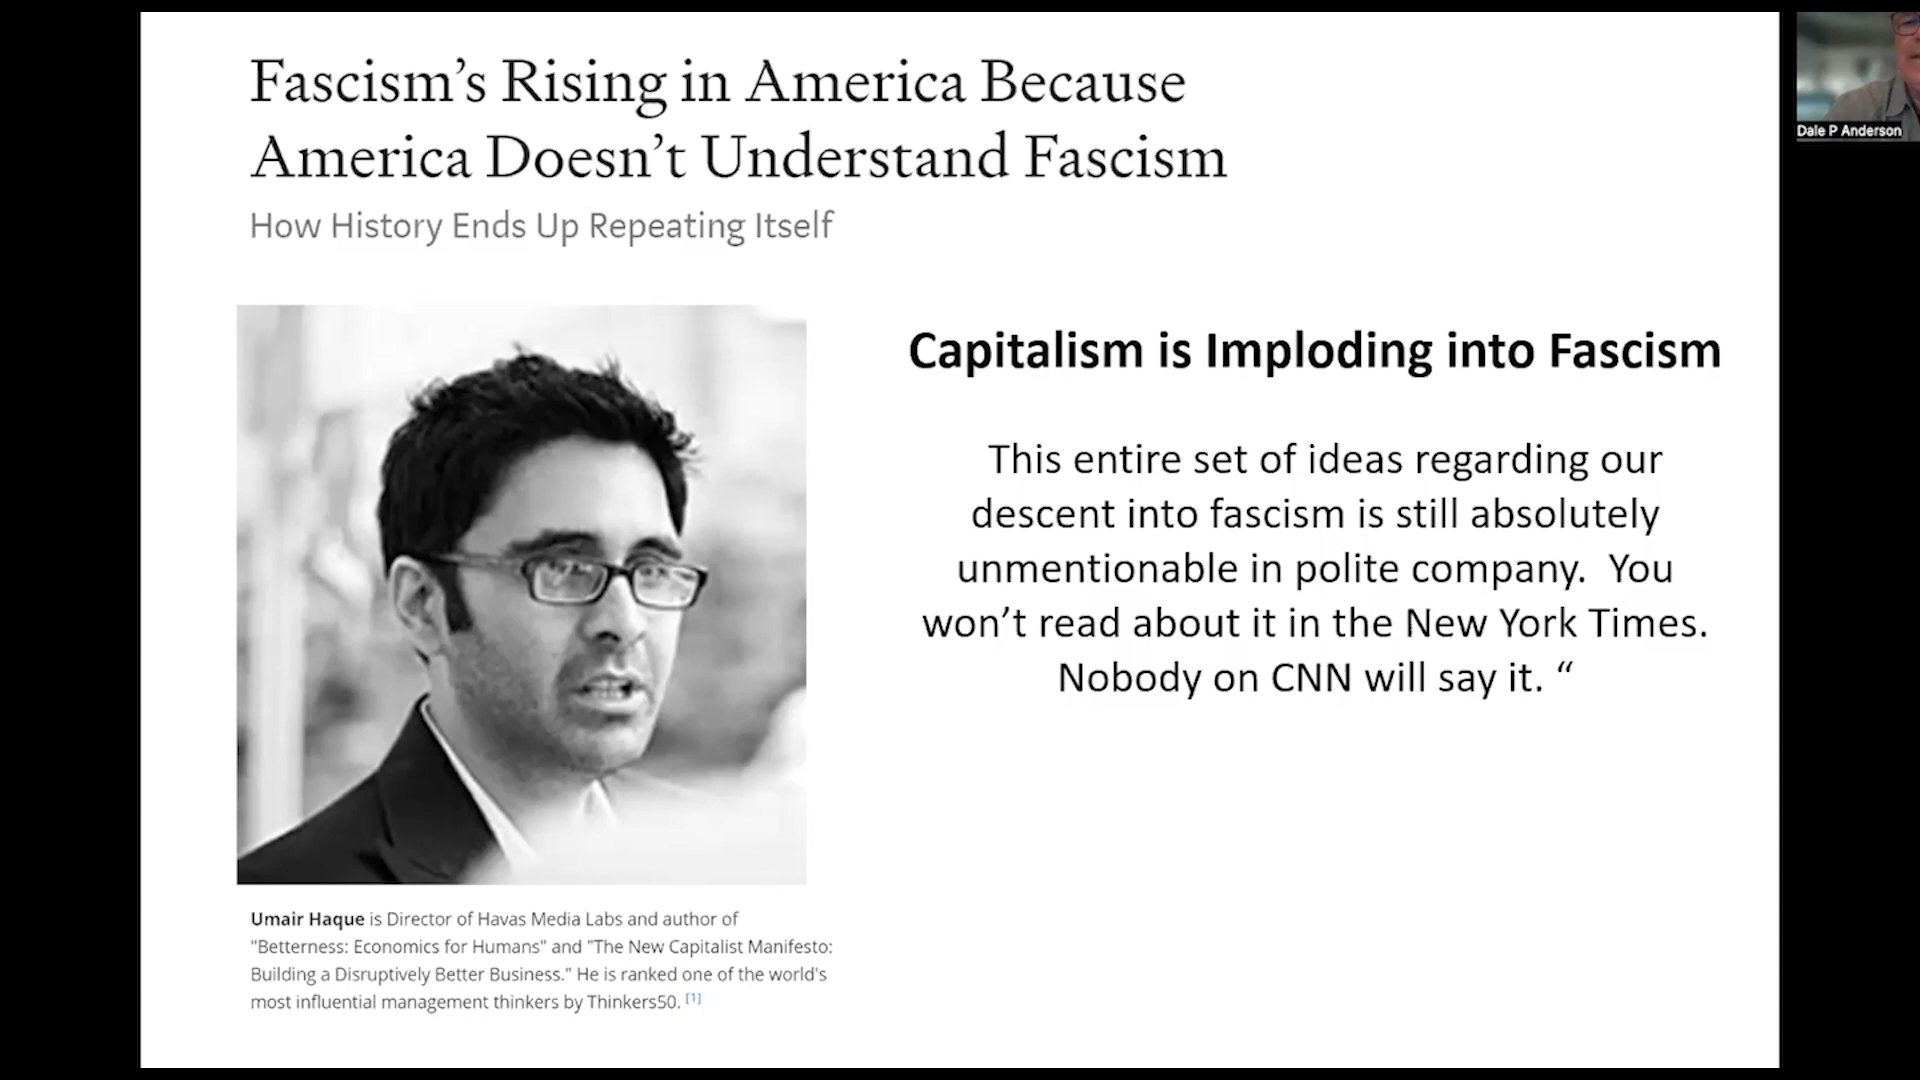 Fascism’s Rising in America Because
America Doesn’t Understand Fascism
How History Ends Up Repeating Itself
Capitalism is Imploding into Fascism
This entire set of ideas regarding our
descent into fascism is still absolutely
unmentionable in polite company.  You
won’t read about it in the New York Times.
Nobody on CNN will say it. “
Umair Haque is Director of Havas Media Labs and author of
"Betterness: Economics for Humans" and "The New Capitalist Manifesto:
Building a Disruptively Better Business." He is ranked one of the world's
most influential management thinkers by Thinkers50. [1]
Dale P Anderson